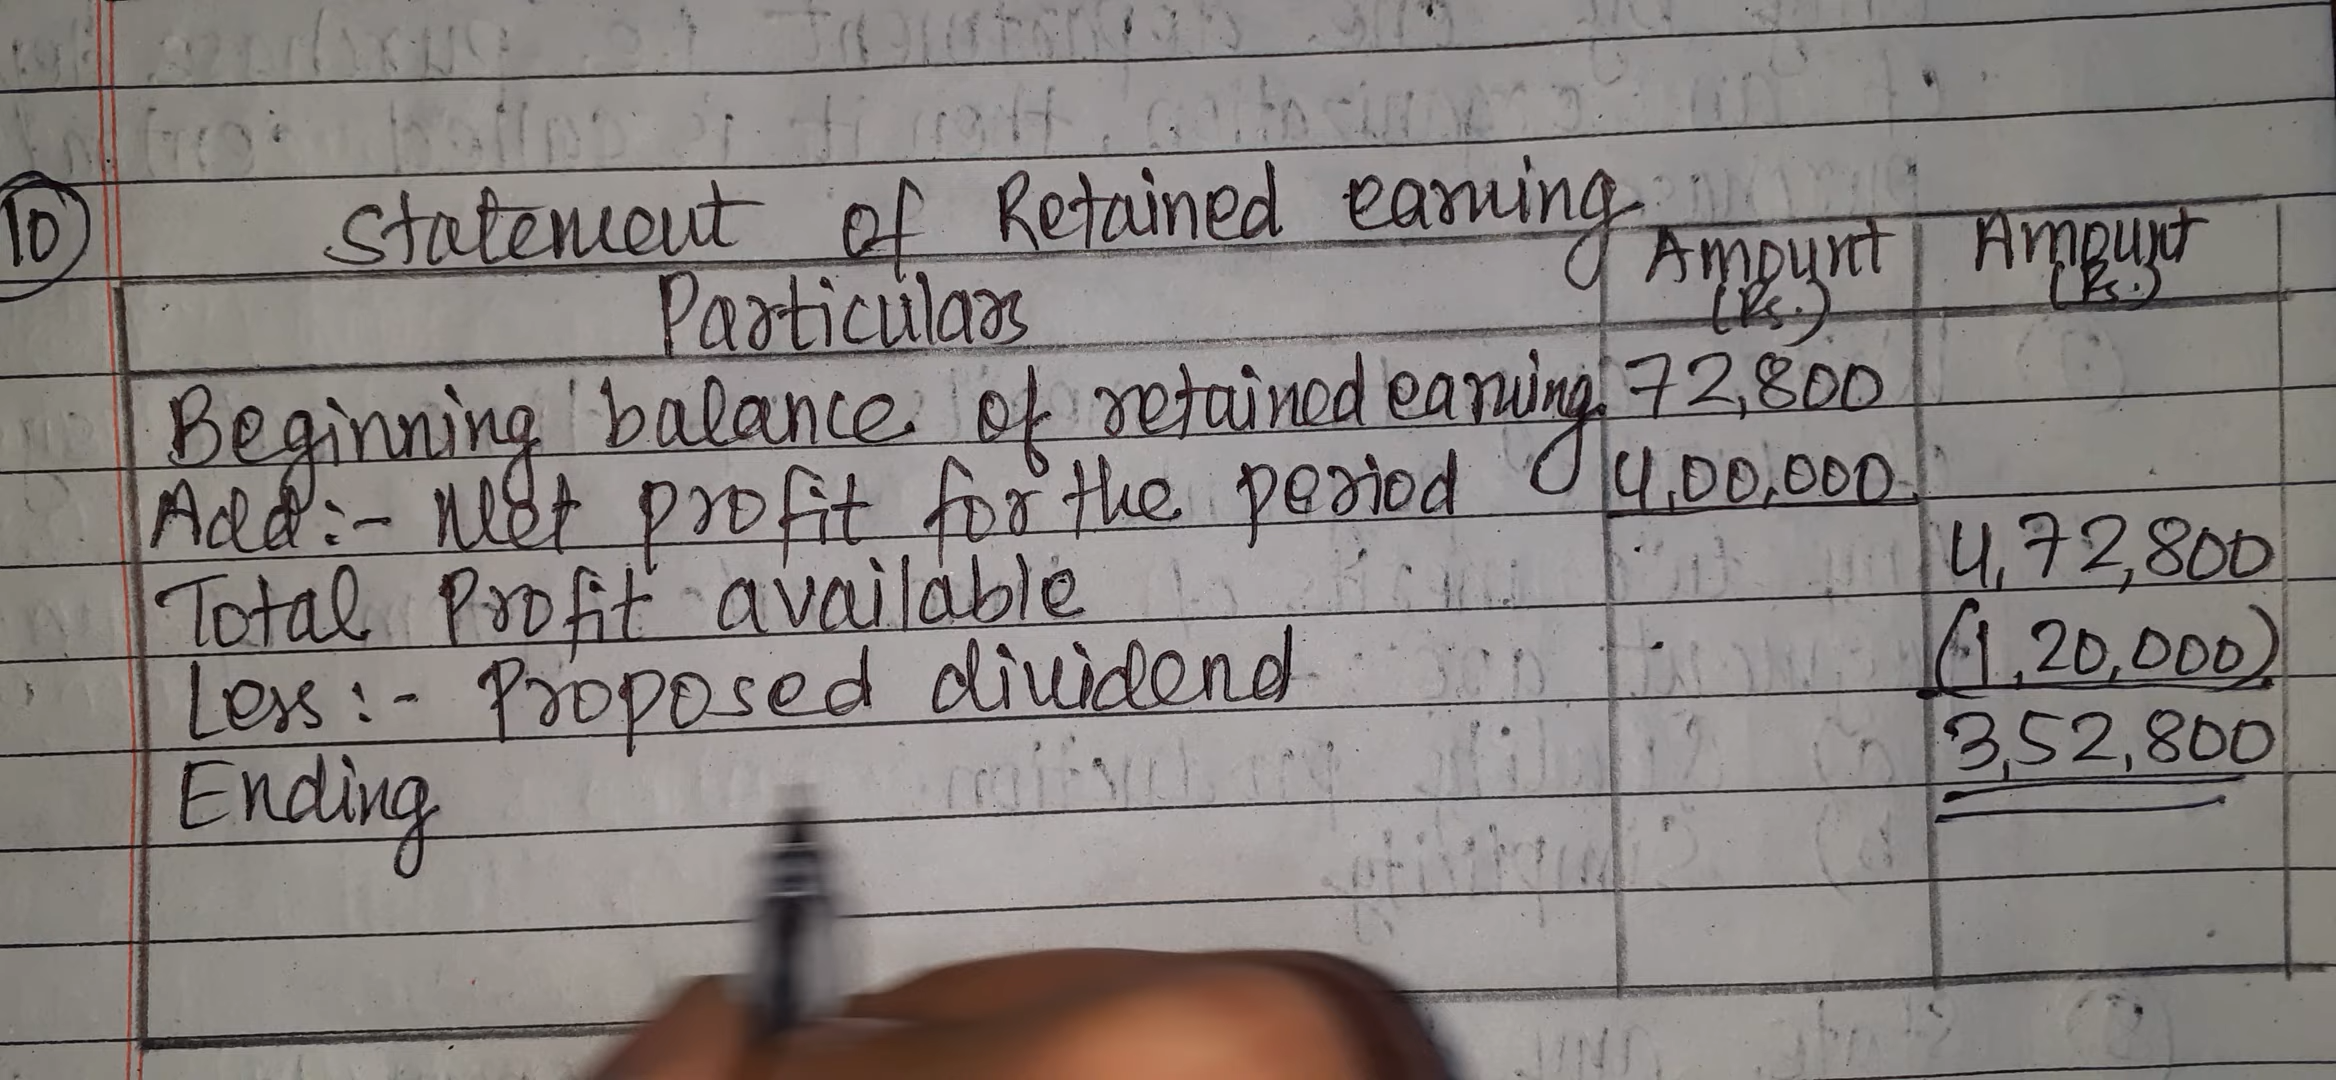 10
Statement of Retained earning
Particulars Amount (Rs.) Amount (Rs.)
Beginning balance of retained earning 72,800
Add:- Net profit for the period 4,00,000
Total Profit available 4,72,800
Less:- Proposed dividend (1,20,000)
Ending 3,52,800